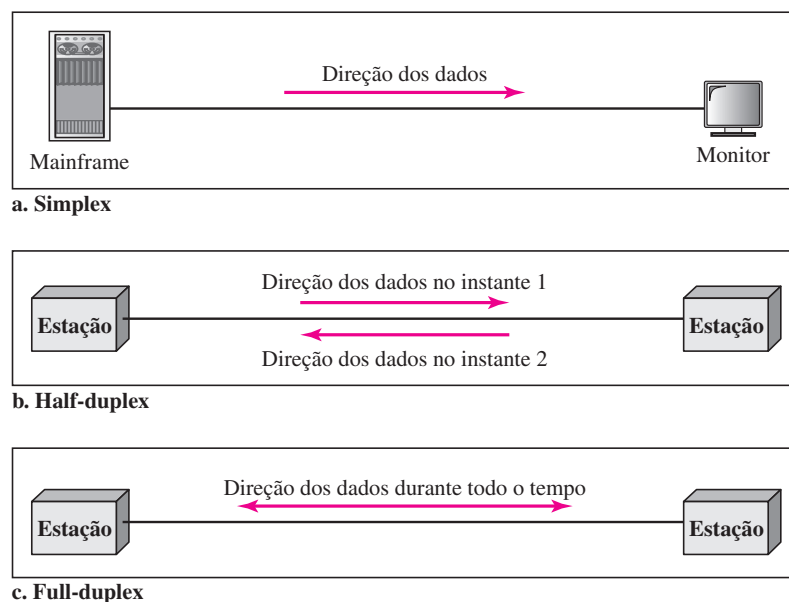 Direção dos dados
Mainframe
Monitor
a. Simplex
Direção dos dados no instante 1
Estação
Estação
Direção dos dados no instante 2
b. Half-duplex
Direção dos dados durante todo o tempo
Estação
Estação
c. Full-duplex